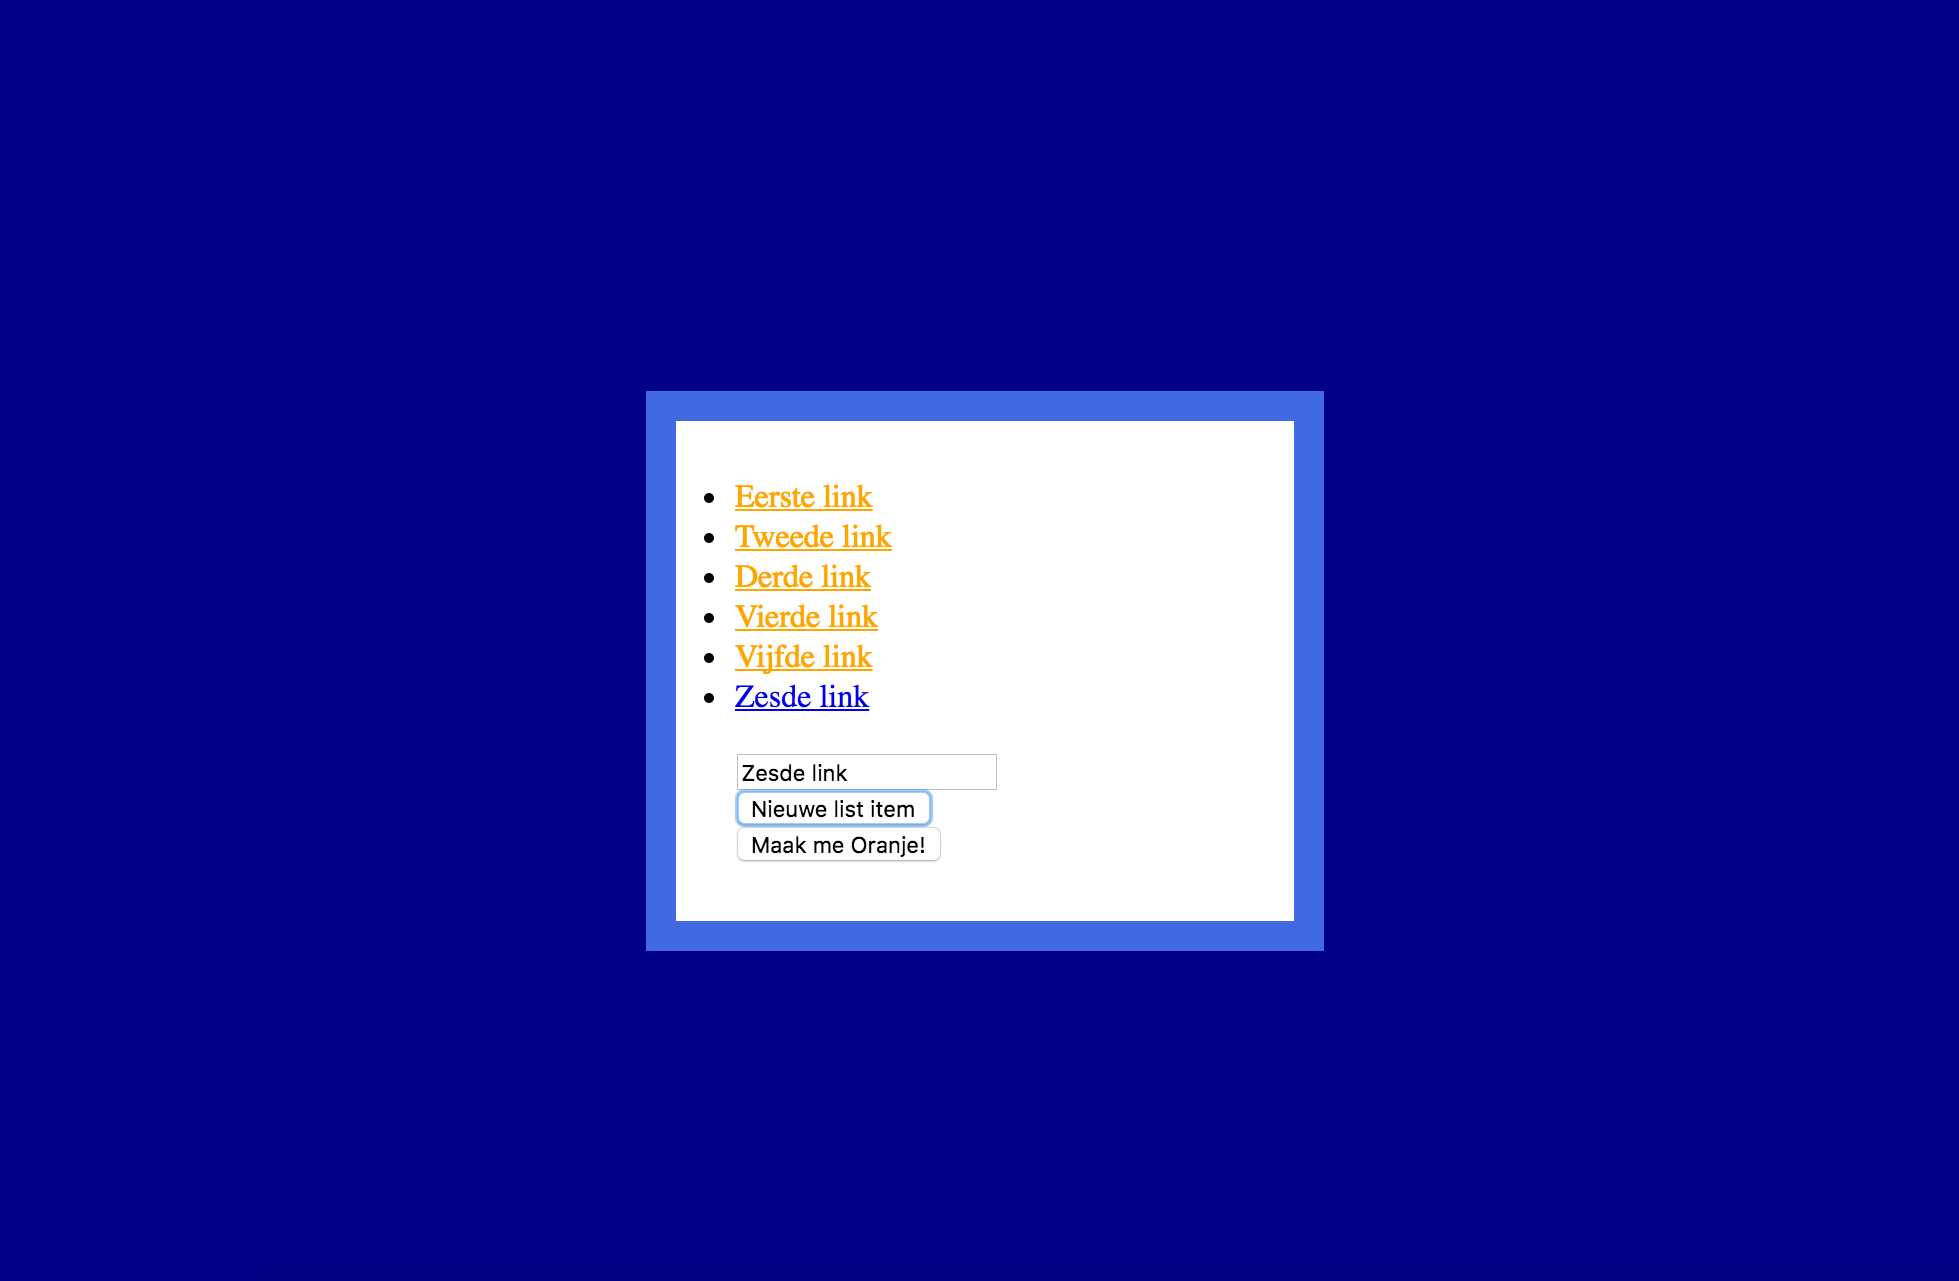 Eerste link
Tweede link
Derde link
Vierde link
Vijfde link
Zesde link
Zesde link
Nieuwe list item
Maak me Oranje!